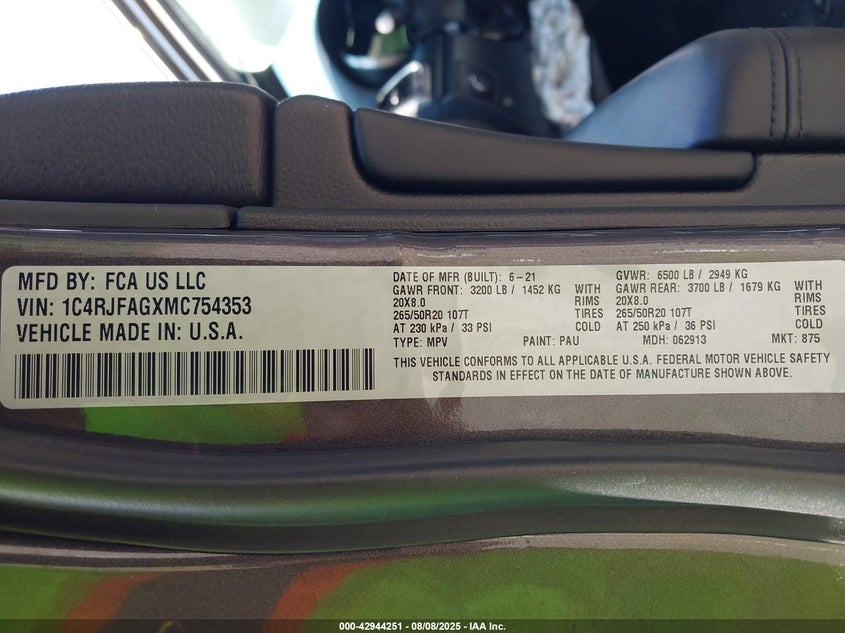 MFD BY: FCA US LLC
VIN: 1C4RJFAGXMC754353
VEHICLE MADE IN: U.S.A.
DATE OF MFR (BUILT): 6-21 GVWR: 6500 LB / 2949 KG
GAWR FRONT: 3200 LB / 1452 KG GAWR REAR: 3700 LB / 1679 KG
20X8.0 RIMS 20X8.0 RIMS
265/50R20 107T TIRES 265/50R20 107T TIRES
AT 230 kPa / 33 PSI COLD AT 250 kPa / 36 PSI COLD
TYPE: MPV PAINT: PAU MDH: 062913 MKT: 875
THIS VEHICLE CONFORMS TO ALL APPLICABLE U.S.A. FEDERAL MOTOR VEHICLE SAFETY
STANDARDS IN EFFECT ON THE DATE OF MANUFACTURE SHOWN ABOVE.
000-42944251 - 08/08/2025 - IAA Inc.